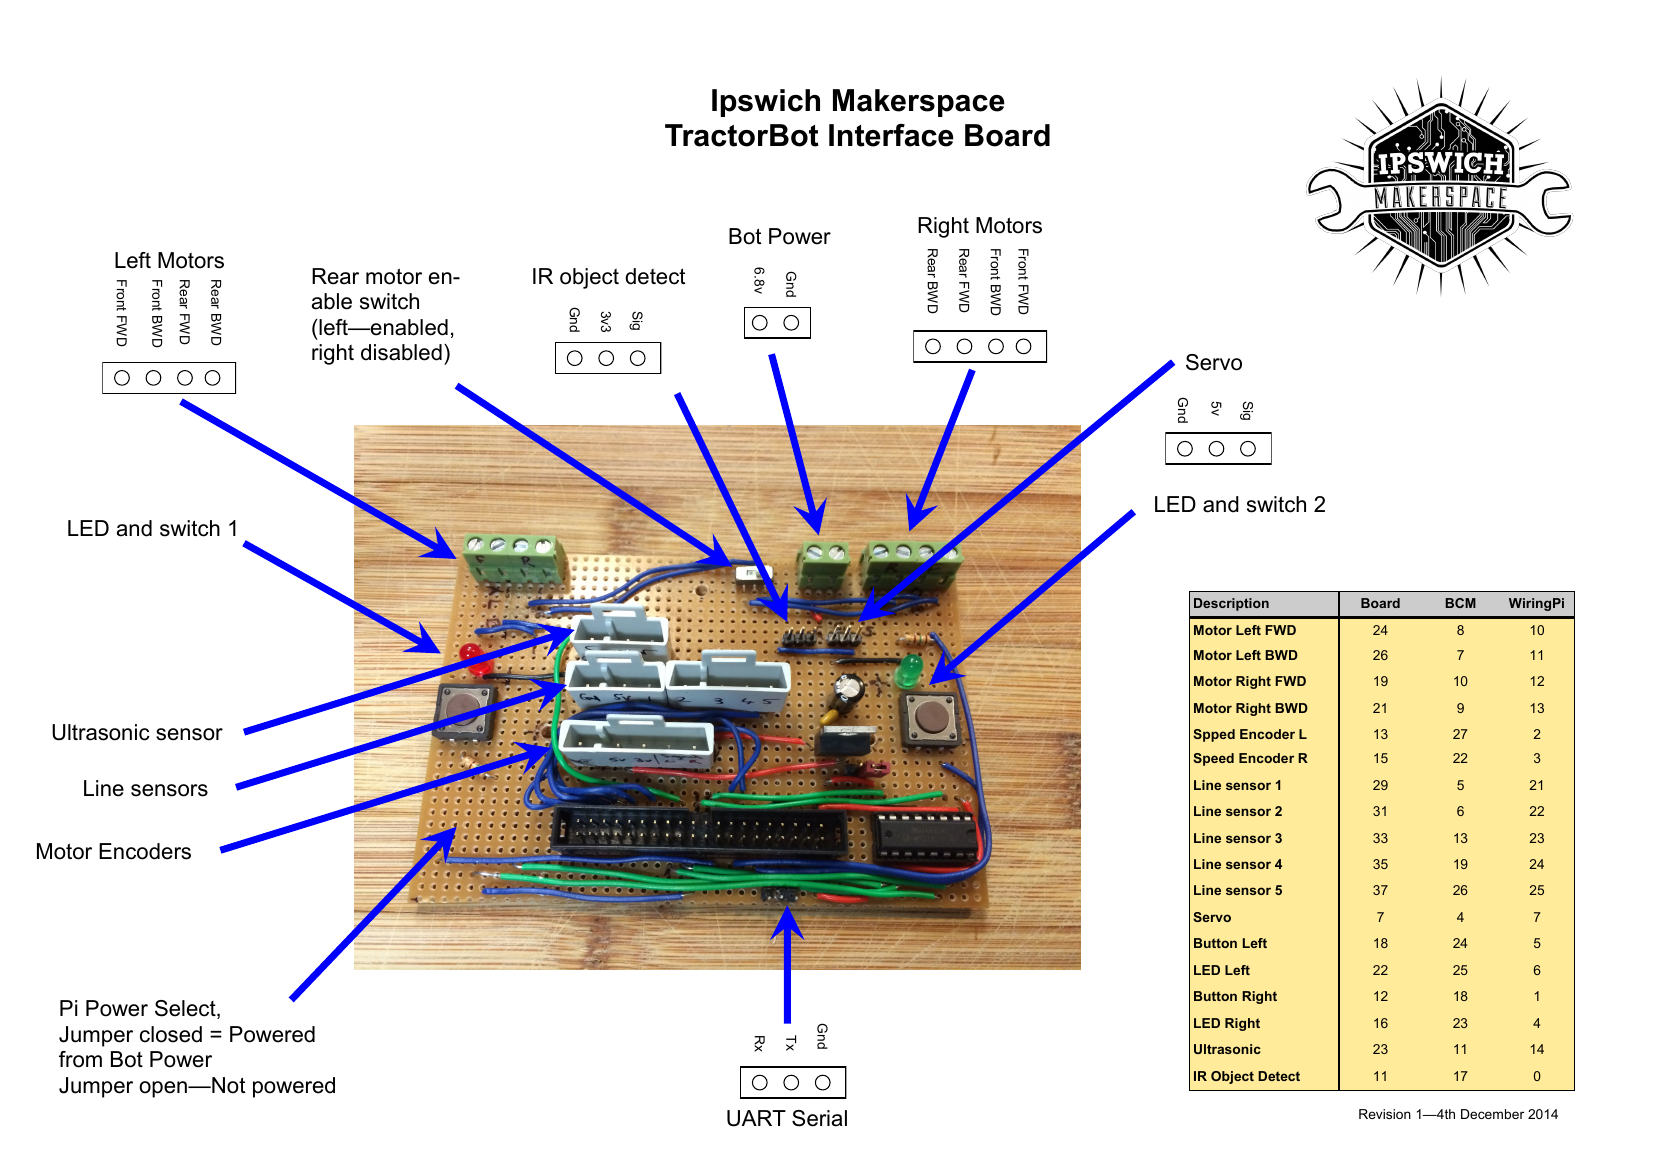 Ipswich Makerspace
TractorBot Interface Board
IPSWICH
MAKERSPACE
Left Motors
Front FWD
Front BWD
Rear FWD
Rear BWD
Rear motor en-
able switch
(left—enabled,
right disabled)
IR object detect
Gnd
3v3
Sig
Bot Power
6.8v
Gnd
Right Motors
Rear BWD
Rear FWD
Front BWD
Front FWD
Servo
Gnd
5v
Sig
LED and switch 1
LED and switch 2
Ultrasonic sensor
Line sensors
Motor Encoders
F R
2 3 4 5
Pi Power Select,
Jumper closed = Powered
from Bot Power
Jumper open—Not powered
Rx
Tx
Gnd
UART Serial
Description Board BCM WiringPi
Motor Left FWD 24 8 10
Motor Left BWD 26 7 11
Motor Right FWD 19 10 12
Motor Right BWD 21 9 13
Spped Encoder L 13 27 2
Speed Encoder R 15 22 3
Line sensor 1 29 5 21
Line sensor 2 31 6 22
Line sensor 3 33 13 23
Line sensor 4 35 19 24
Line sensor 5 37 26 25
Servo 7 4 7
Button Left 18 24 5
LED Left 22 25 6
Button Right 12 18 1
LED Right 16 23 4
Ultrasonic 23 11 14
IR Object Detect 11 17 0
Revision 1—4th December 2014